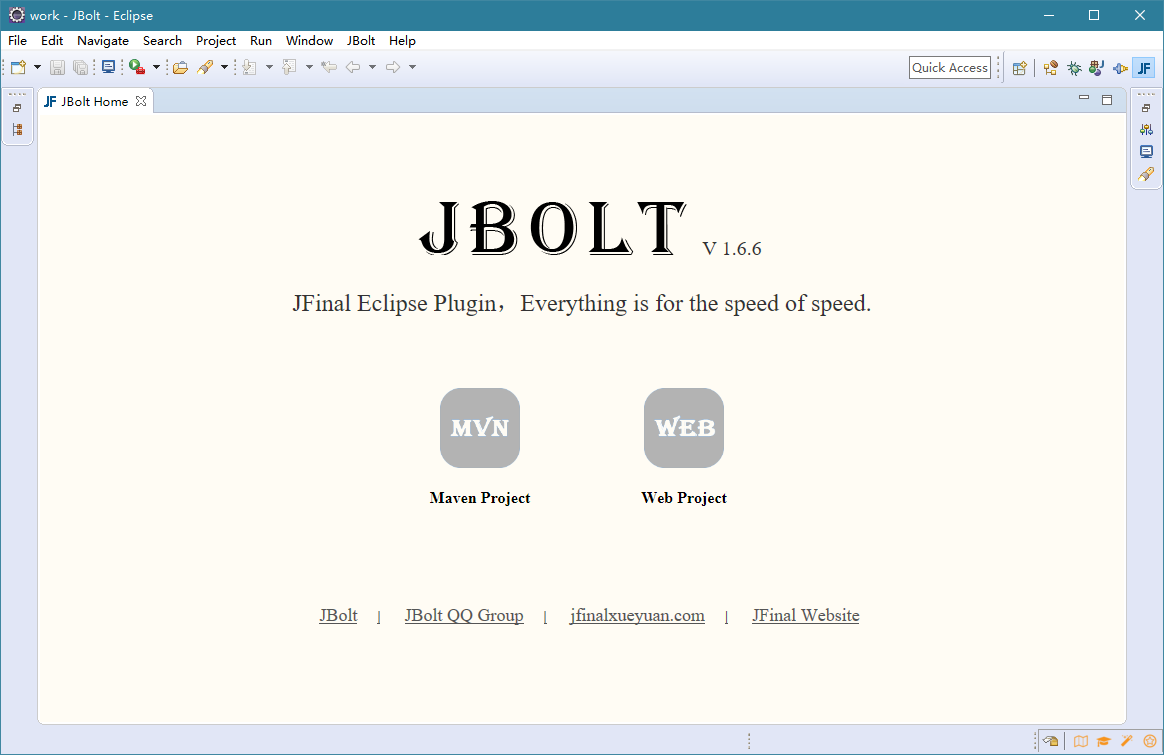 work - JBolt - Eclipse
File Edit Navigate Search Project Run Window JBolt Help
Quick Access
JF
JF JBolt Home
JBOLT V 1.6.6
JFinal Eclipse Plugin，Everything is for the speed of speed.
MVN WEB
Maven Project Web Project
JBolt | JBolt QQ Group | jfinalxueyuan.com | JFinal Website